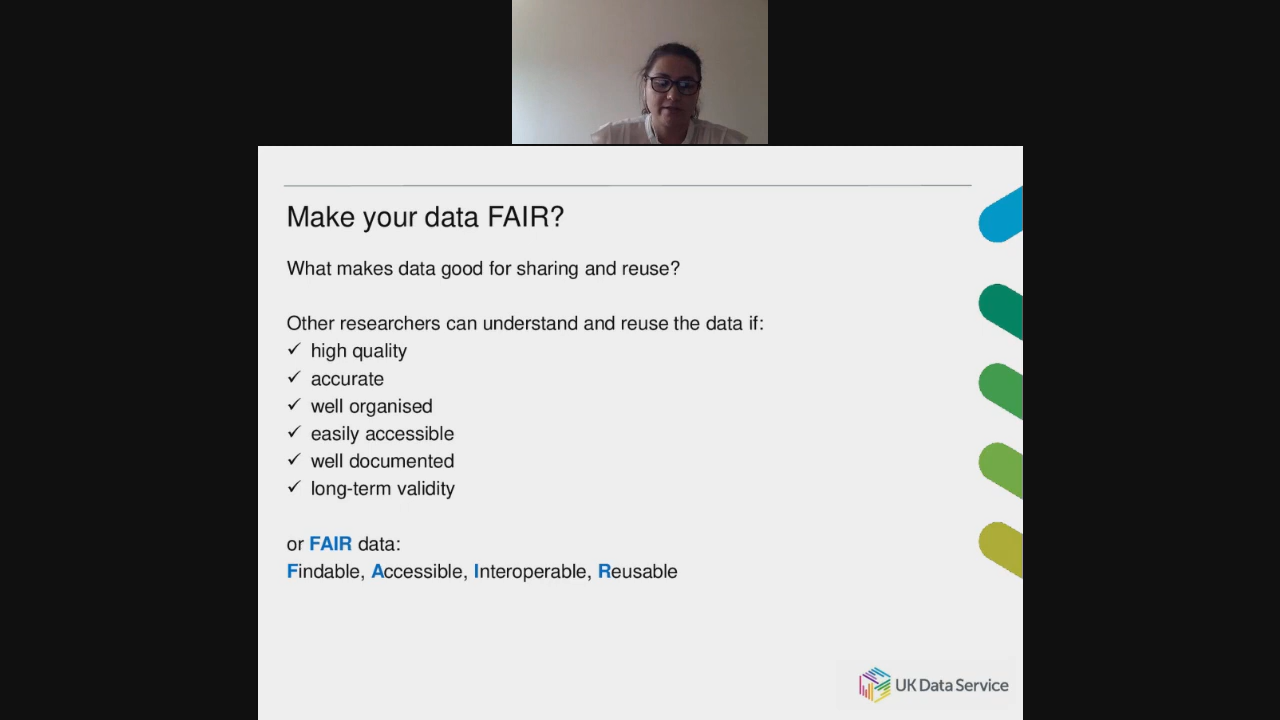 Make your data FAIR?
What makes data good for sharing and reuse?
Other researchers can understand and reuse the data if:
✓ high quality
✓ accurate
✓ well organised
✓ easily accessible
✓ well documented
✓ long-term validity
or FAIR data:
Findable, Accessible, Interoperable, Reusable
UK Data Service